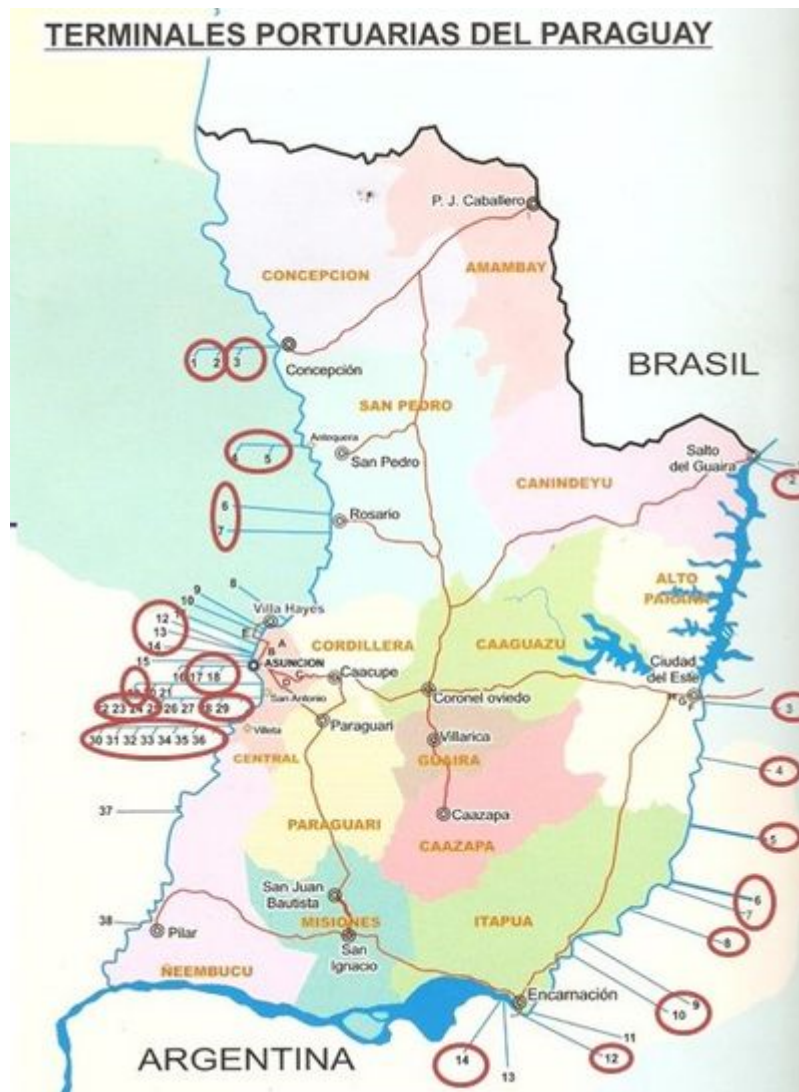 TERMINALES PORTUARIAS DEL PARAGUAY
P. J. Caballero
CONCEPCION
AMAMBAY
1 2 3
Concepción
BRASIL
SAN PEDRO
Antequera
Salto
del Guaira
5
San Pedro
2
CANINDEYU
6
Rosario
7
ALTO
PARANA
8
9
10
Villa Hayes
12
E
13
CORDILLERA
CAAGUAZU
A
14
B
15
ASUNCION
Ciudad
del Este
16 17 18
Caacupe
C
D
21
San Antonio
Coronel oviedo
22 23 24 25 26 27 28 29
3
Paraguari
Villeta
Villarica
30 31 32 33 34 35 36
CENTRAL
GUAIRA
4
37
Caazapa
PARAGUARI
CAAZAPA
5
San Juan
Bautista
6
7
38
Pilar
MISIONES
ITAPUA
8
San
Ignacio
ÑEEMBUCU
Encarnación
9
10
11
ARGENTINA
14
12
13